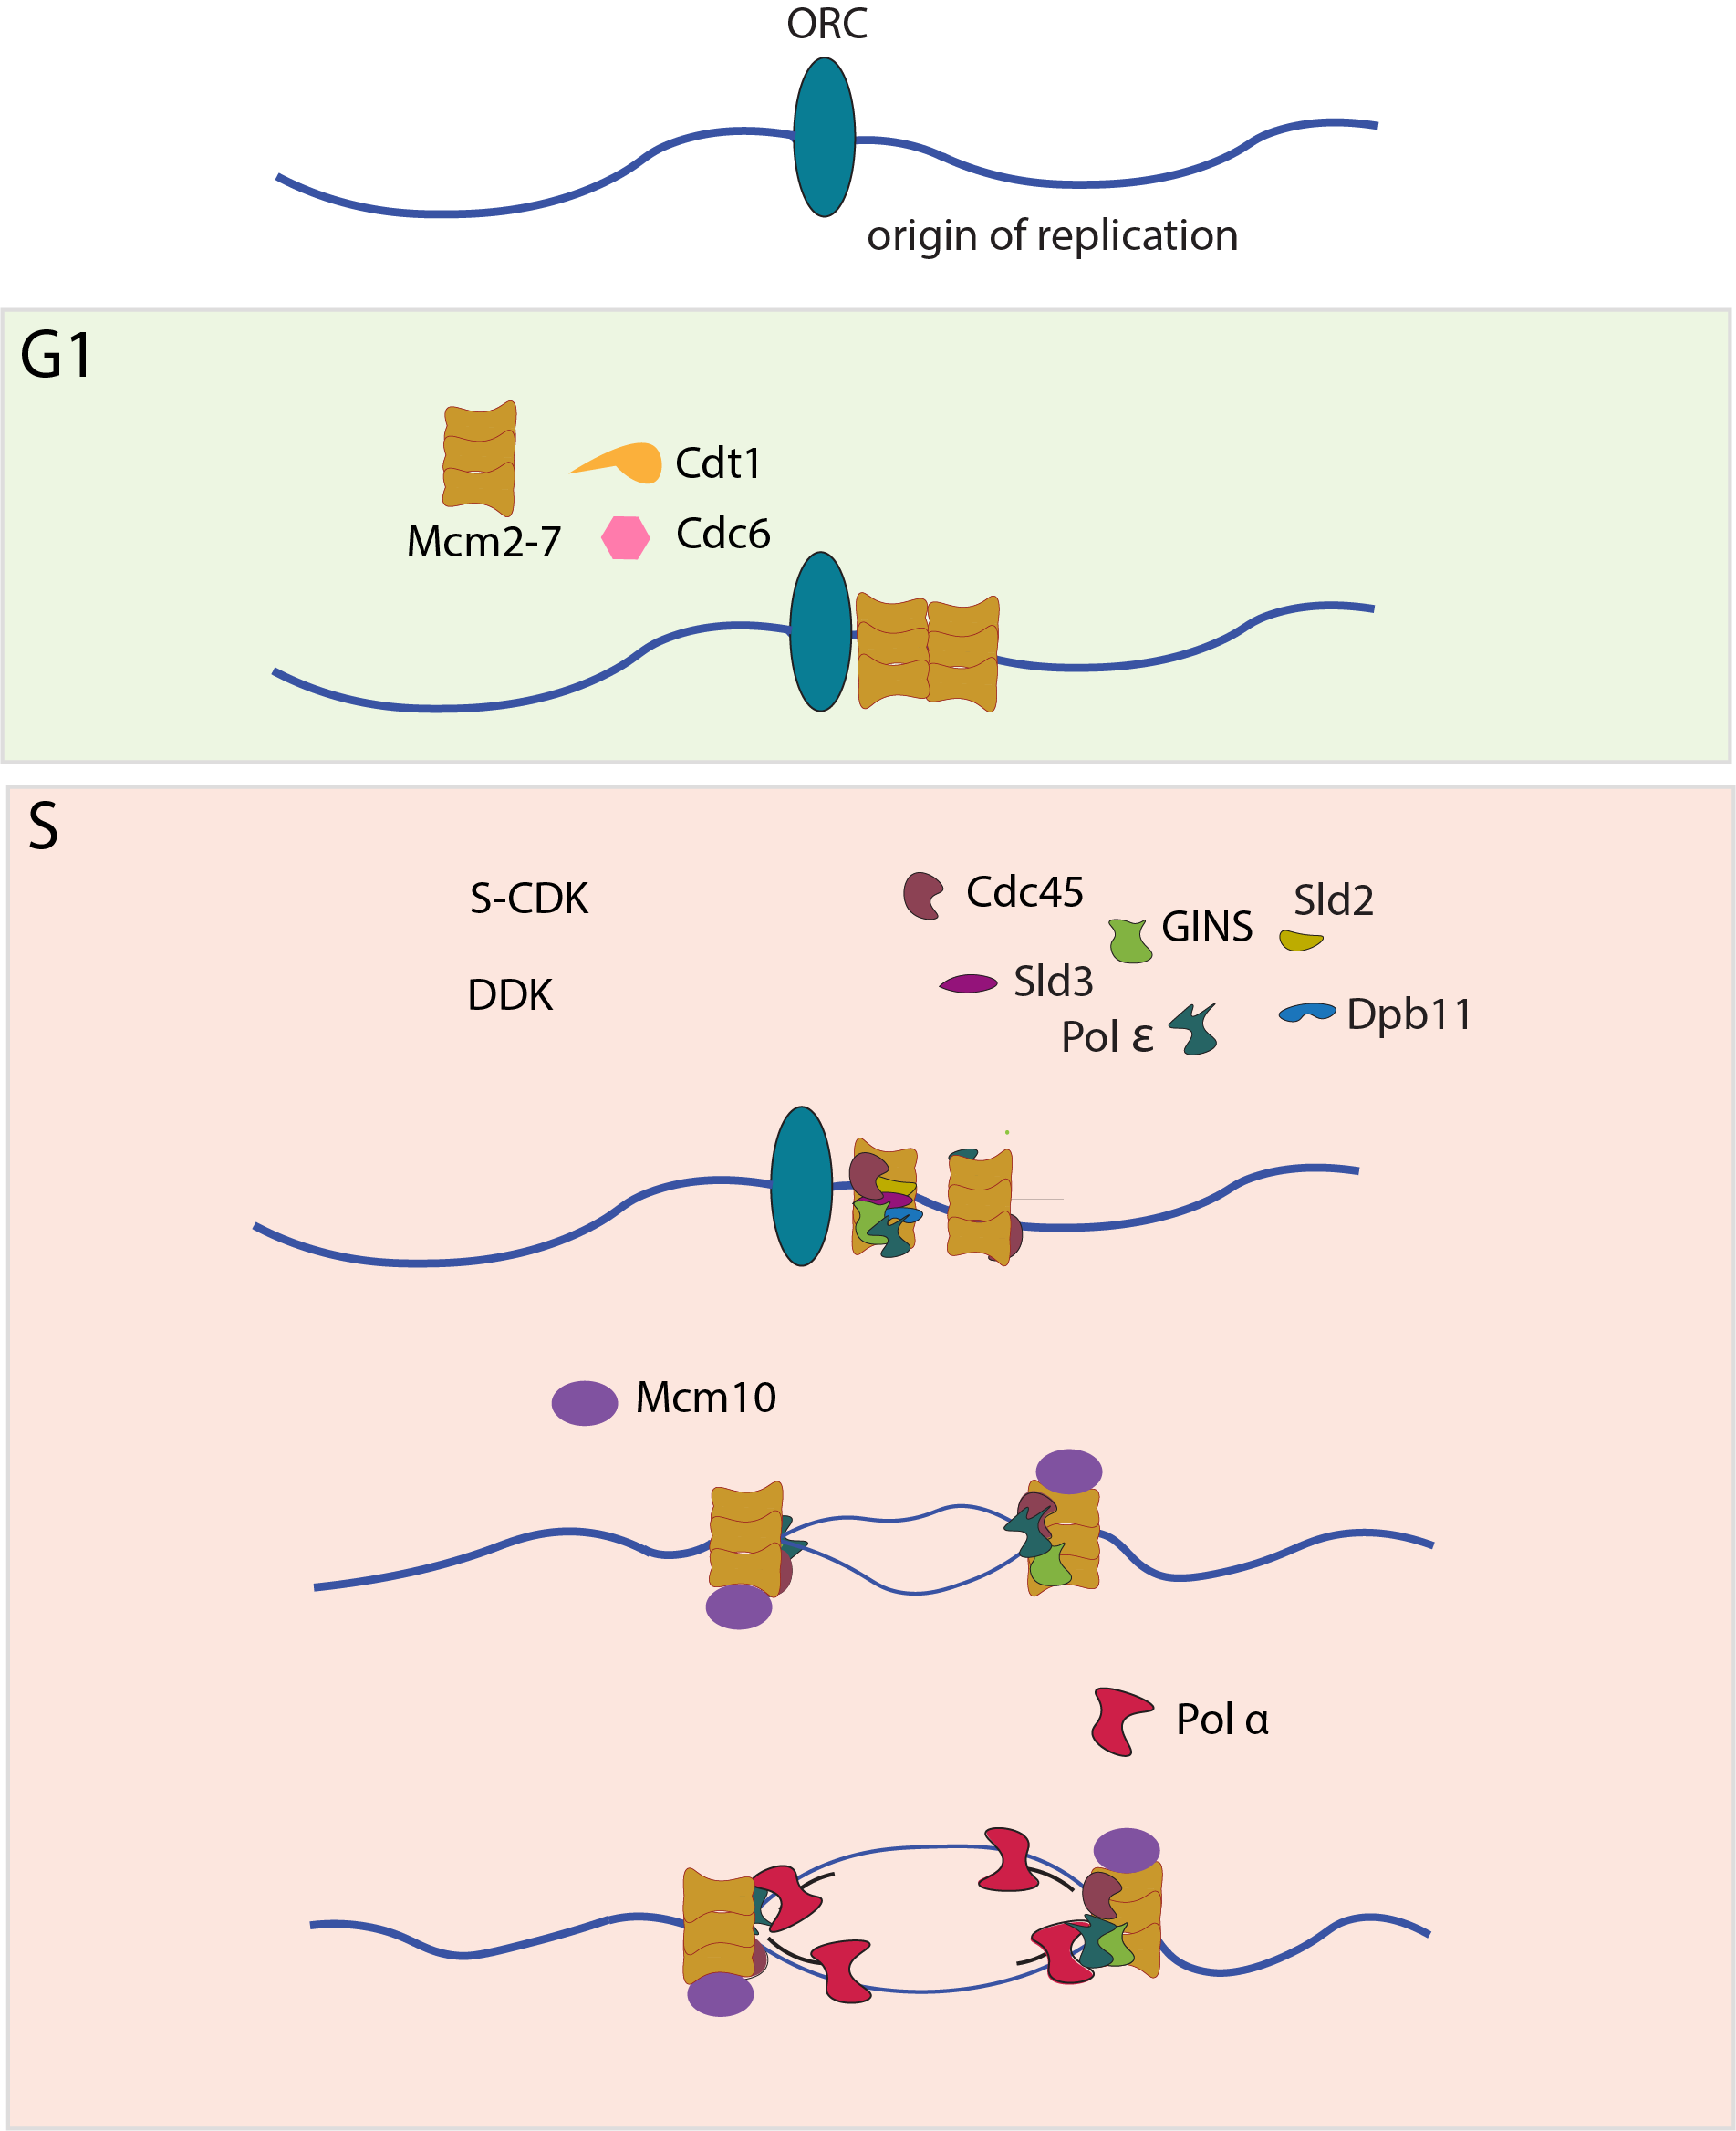 ORC
origin of replication
G1
Cdt1
Mcm2-7
Cdc6
S
S-CDK
Cdc45
Sld2
GINS
DDK
Sld3
Dpb11
Pol ε
Mcm10
Pol α